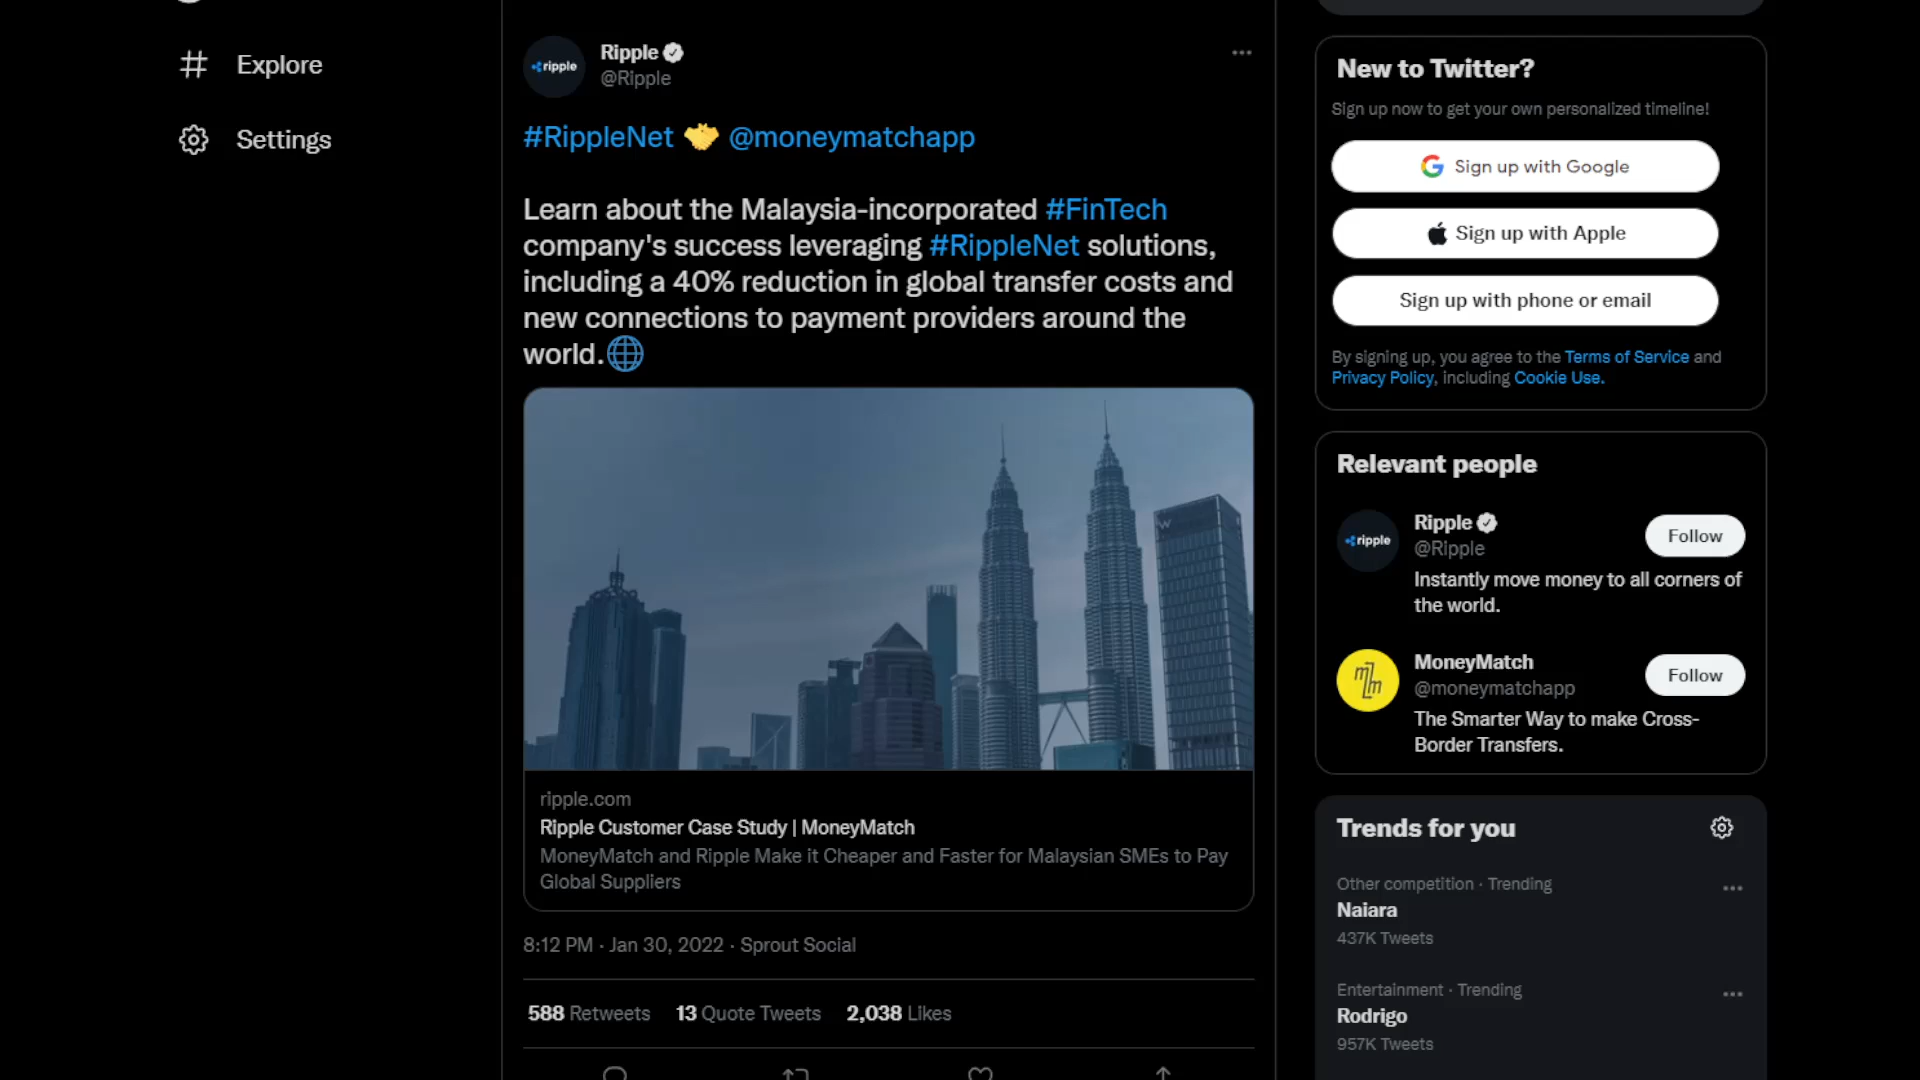 Explore
Settings
ripple
Ripple
@Ripple
#RippleNet 🤝 @moneymatchapp
Learn about the Malaysia-incorporated #FinTech
company's success leveraging #RippleNet solutions,
including a 40% reduction in global transfer costs and
new connections to payment providers around the
world.🌐
W
ripple.com
Ripple Customer Case Study | MoneyMatch
MoneyMatch and Ripple Make it Cheaper and Faster for Malaysian SMEs to Pay
Global Suppliers
8:12 PM · Jan 30, 2022 · Sprout Social
588 Retweets 13 Quote Tweets 2,038 Likes
New to Twitter?
Sign up now to get your own personalized timeline!
Sign up with Google
Sign up with Apple
Sign up with phone or email
By signing up, you agree to the Terms of Service and
Privacy Policy, including Cookie Use.
Relevant people
ripple
Ripple
@Ripple
Follow
Instantly move money to all corners of
the world.
MoneyMatch
@moneymatchapp
Follow
The Smarter Way to make Cross-
Border Transfers.
Trends for you
Other competition · Trending
Naiara
437K Tweets
Entertainment · Trending
Rodrigo
957K Tweets